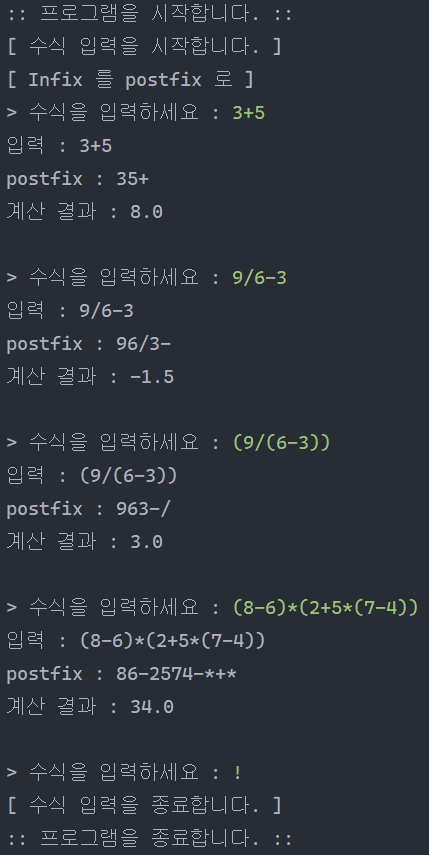 :: 프로그램을 시작합니다. ::
[ 수식 입력을 시작합니다. ]
[ Infix 를 postfix 로 ]
> 수식을 입력하세요 : 3+5
입력 : 3+5
postfix : 35+
계산 결과 : 8.0
> 수식을 입력하세요 : 9/6-3
입력 : 9/6-3
postfix : 96/3-
계산 결과 : -1.5
> 수식을 입력하세요 : (9/(6-3))
입력 : (9/(6-3))
postfix : 963-/
계산 결과 : 3.0
> 수식을 입력하세요 : (8-6)*(2+5*(7-4))
입력 : (8-6)*(2+5*(7-4))
postfix : 86-2574-*+*
계산 결과 : 34.0
> 수식을 입력하세요 : !
[ 수식 입력을 종료합니다. ]
:: 프로그램을 종료합니다. ::